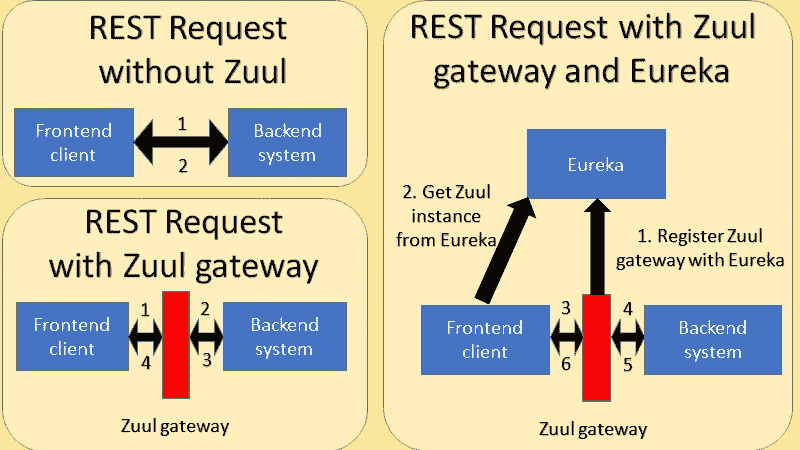 REST Request
without Zuul
Frontend
client
1
2
Backend
system
REST Request
with Zuul gateway
Frontend
client
1
4
2
3
Backend
system
Zuul gateway
REST Request with Zuul
gateway and Eureka
Eureka
2. Get Zuul
instance
from Eureka
1. Register Zuul
gateway with Eureka
Frontend
client
3
6
4
5
Backend
system
Zuul gateway